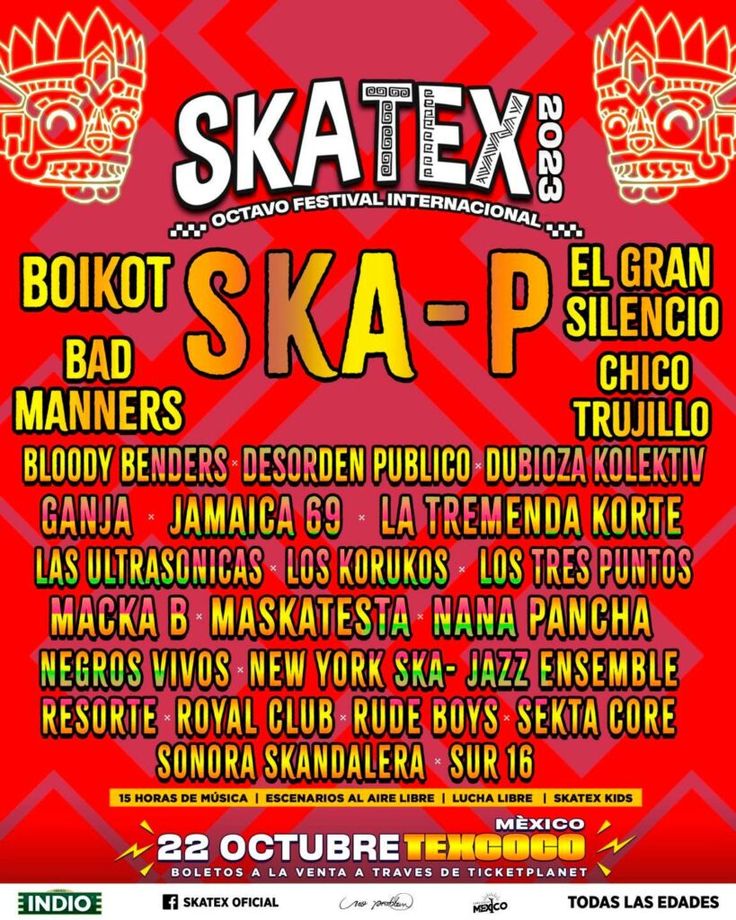 SKATEX 2023
OCTAVO FESTIVAL INTERNACIONAL
BOIKOT
SKA-P
EL GRAN
SILENCIO
BAD
MANNERS
CHICO
TRUJILLO
BLOODY BENDERS × DESORDEN PUBLICO × DUBIOZA KOLEKTIV
GANJA × JAMAICA 69 × LA TREMENDA KORTE
LAS ULTRASONICAS × LOS KORUKOS × LOS TRES PUNTOS
MACKA B × MASKATESTA × NANA PANCHA
NEGROS VIVOS × NEW YORK SKA- JAZZ ENSEMBLE
RESORTE × ROYAL CLUB × RUDE BOYS × SEKTA CORE
SONORA SKANDALERA × SUR 16
15 HORAS DE MÚSICA | ESCENARIOS AL AIRE LIBRE | LUCHA LIBRE | SKATEX KIDS
MÈXICO
22 OCTUBRE TEXCOCO
BOLETOS A LA VENTA A TRAVES DE TICKETPLANET
INDIO
f SKATEX OFICIAL
problem
MÉXICO
TODAS LAS EDADES